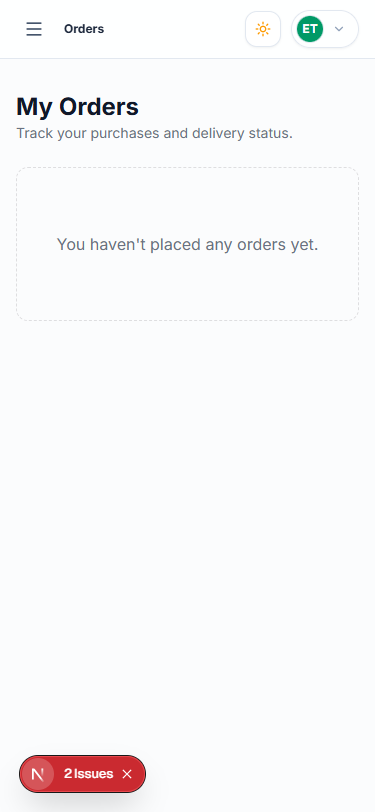 Orders
ET
My Orders
Track your purchases and delivery status.
You haven't placed any orders yet.
N
2 Issues